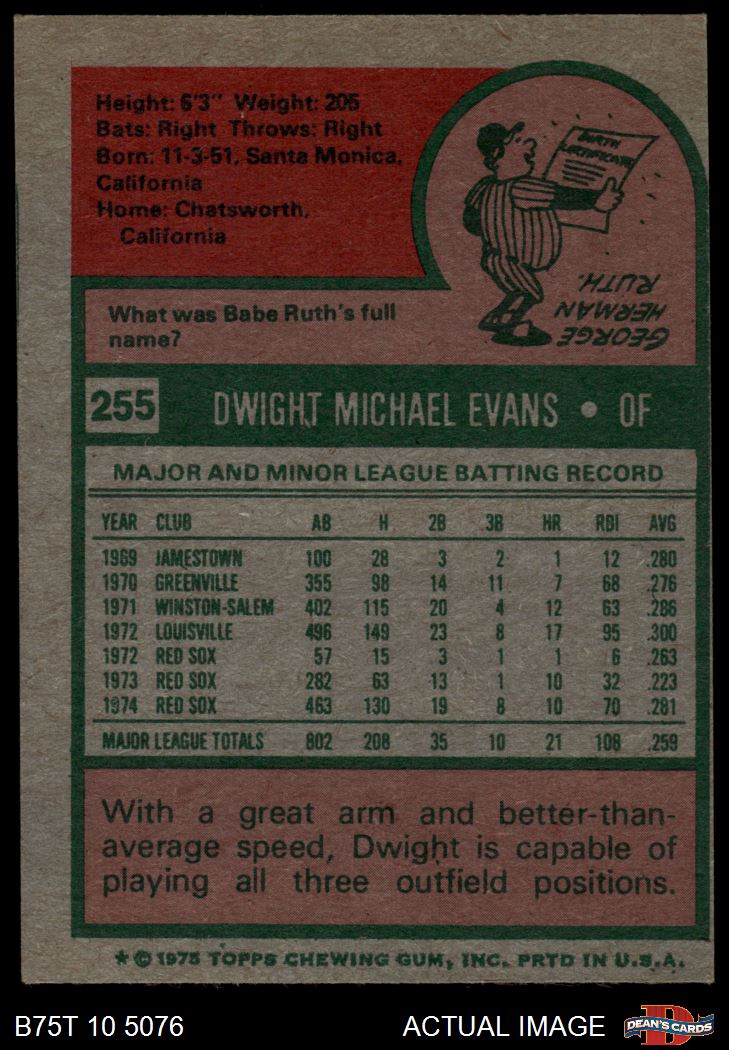 Height: 6'3" Weight: 205
Bats: Right Throws: Right
Born: 11-3-51, Santa Monica,
California
Home: Chatsworth,
California
BIRTH
CERTIFICATE
What was Babe Ruth's full
name?
GEORGE
HERMAN
RUTH.
255 DWIGHT MICHAEL EVANS • OF
MAJOR AND MINOR LEAGUE BATTING RECORD
YEAR CLUB AB H 2B 3B HR RBI AVG
1969 JAMESTOWN 100 28 3 2 1 12 .280
1970 GREENVILLE 355 98 14 11 7 68 .276
1971 WINSTON-SALEM 402 115 20 4 12 63 .286
1972 LOUISVILLE 496 149 23 8 17 95 .300
1972 RED SOX 57 15 3 1 1 6 .263
1973 RED SOX 282 63 13 1 10 32 .223
1974 RED SOX 463 130 19 8 10 70 .281
MAJOR LEAGUE TOTALS 802 208 35 10 21 108 .259
With a great arm and better-than-
average speed, Dwight is capable of
playing all three outfield positions.
★ © 1975 TOPPS CHEWING GUM, INC. PRTD IN U.S.A.
B75T 10 5076 ACTUAL IMAGE DEAN'S CARDS